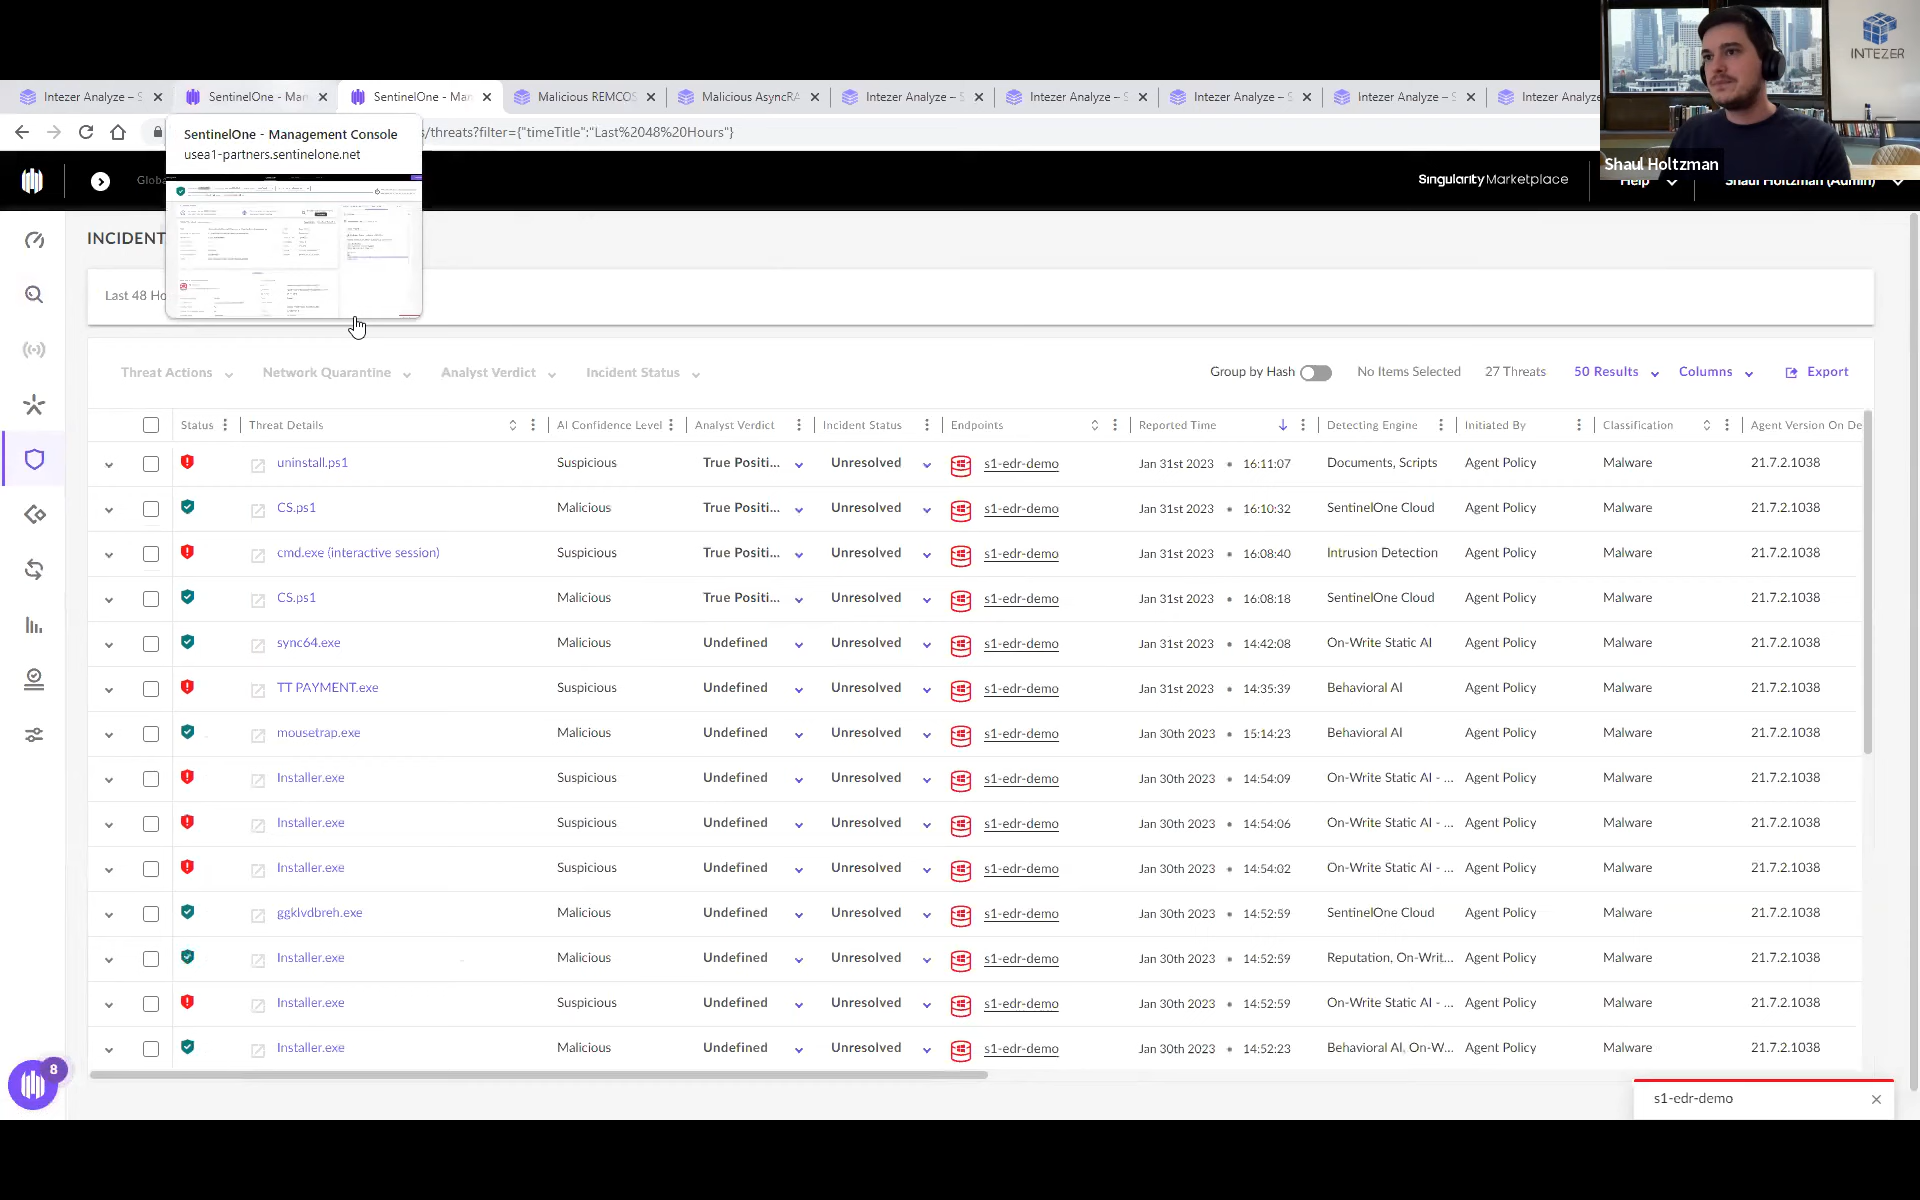 INTEZER
Shaul Holtzman
Intezer Analyze – S
SentinelOne - Man
SentinelOne - Man
Malicious REMCOS
Malicious AsyncRA
Intezer Analyze – S
Intezer Analyze – S
Intezer Analyze – S
Intezer Analyze – S
Intezer Analyze
s/threats?filter={"timeTitle":"Last%2048%20Hours"}
SentinelOne - Management Console
usea1-partners.sentinelone.net
Globa
Singularity Marketplace
Help
Shaul Holtzman (Admin)
INCIDENT
Last 48 Ho
Threat Actions Network Quarantine Analyst Verdict Incident Status Group by Hash No Items Selected 27 Threats 50 Results Columns Export
Status Threat Details AI Confidence Level Analyst Verdict Incident Status Endpoints Reported Time Detecting Engine Initiated By Classification Agent Version On De
uninstall.ps1 Suspicious True Positi... Unresolved s1-edr-demo Jan 31st 2023 • 16:11:07 Documents, Scripts Agent Policy Malware 21.7.2.1038
CS.ps1 Malicious True Positi... Unresolved s1-edr-demo Jan 31st 2023 • 16:10:32 SentinelOne Cloud Agent Policy Malware 21.7.2.1038
cmd.exe (interactive session) Suspicious True Positi... Unresolved s1-edr-demo Jan 31st 2023 • 16:08:40 Intrusion Detection Agent Policy Malware 21.7.2.1038
CS.ps1 Malicious True Positi... Unresolved s1-edr-demo Jan 31st 2023 • 16:08:18 SentinelOne Cloud Agent Policy Malware 21.7.2.1038
sync64.exe Malicious Undefined Unresolved s1-edr-demo Jan 31st 2023 • 14:42:08 On-Write Static AI Agent Policy Malware 21.7.2.1038
TT PAYMENT.exe Suspicious Undefined Unresolved s1-edr-demo Jan 31st 2023 • 14:35:39 Behavioral AI Agent Policy Malware 21.7.2.1038
mousetrap.exe Malicious Undefined Unresolved s1-edr-demo Jan 30th 2023 • 15:14:23 Behavioral AI Agent Policy Malware 21.7.2.1038
Installer.exe Suspicious Undefined Unresolved s1-edr-demo Jan 30th 2023 • 14:54:09 On-Write Static AI - ... Agent Policy Malware 21.7.2.1038
Installer.exe Suspicious Undefined Unresolved s1-edr-demo Jan 30th 2023 • 14:54:06 On-Write Static AI - ... Agent Policy Malware 21.7.2.1038
Installer.exe Suspicious Undefined Unresolved s1-edr-demo Jan 30th 2023 • 14:54:02 On-Write Static AI - ... Agent Policy Malware 21.7.2.1038
ggklvdbreh.exe Malicious Undefined Unresolved s1-edr-demo Jan 30th 2023 • 14:52:59 SentinelOne Cloud Agent Policy Malware 21.7.2.1038
Installer.exe Malicious Undefined Unresolved s1-edr-demo Jan 30th 2023 • 14:52:59 Reputation, On-Writ... Agent Policy Malware 21.7.2.1038
Installer.exe Suspicious Undefined Unresolved s1-edr-demo Jan 30th 2023 • 14:52:59 On-Write Static AI - ... Agent Policy Malware 21.7.2.1038
Installer.exe Malicious Undefined Unresolved s1-edr-demo Jan 30th 2023 • 14:52:23 Behavioral AI, On-W... Agent Policy Malware 21.7.2.1038
8
s1-edr-demo